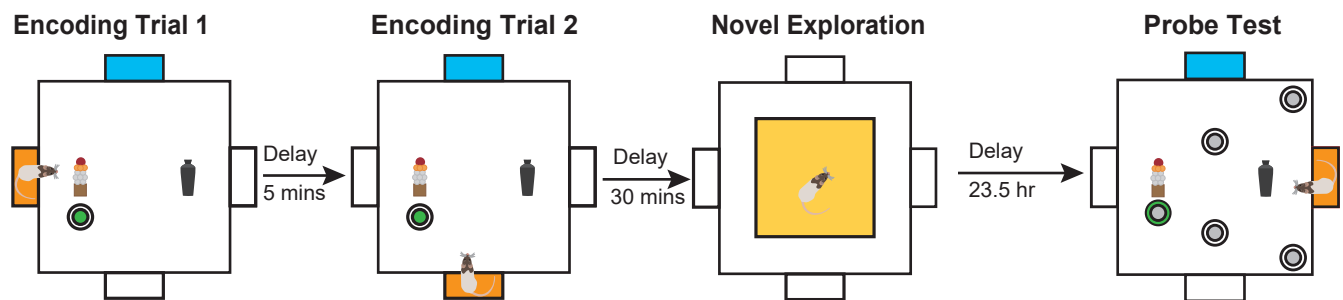 Encoding Trial 1
Encoding Trial 2
Novel Exploration
Probe Test
Delay
5 mins
Delay
30 mins
Delay
23.5 hr